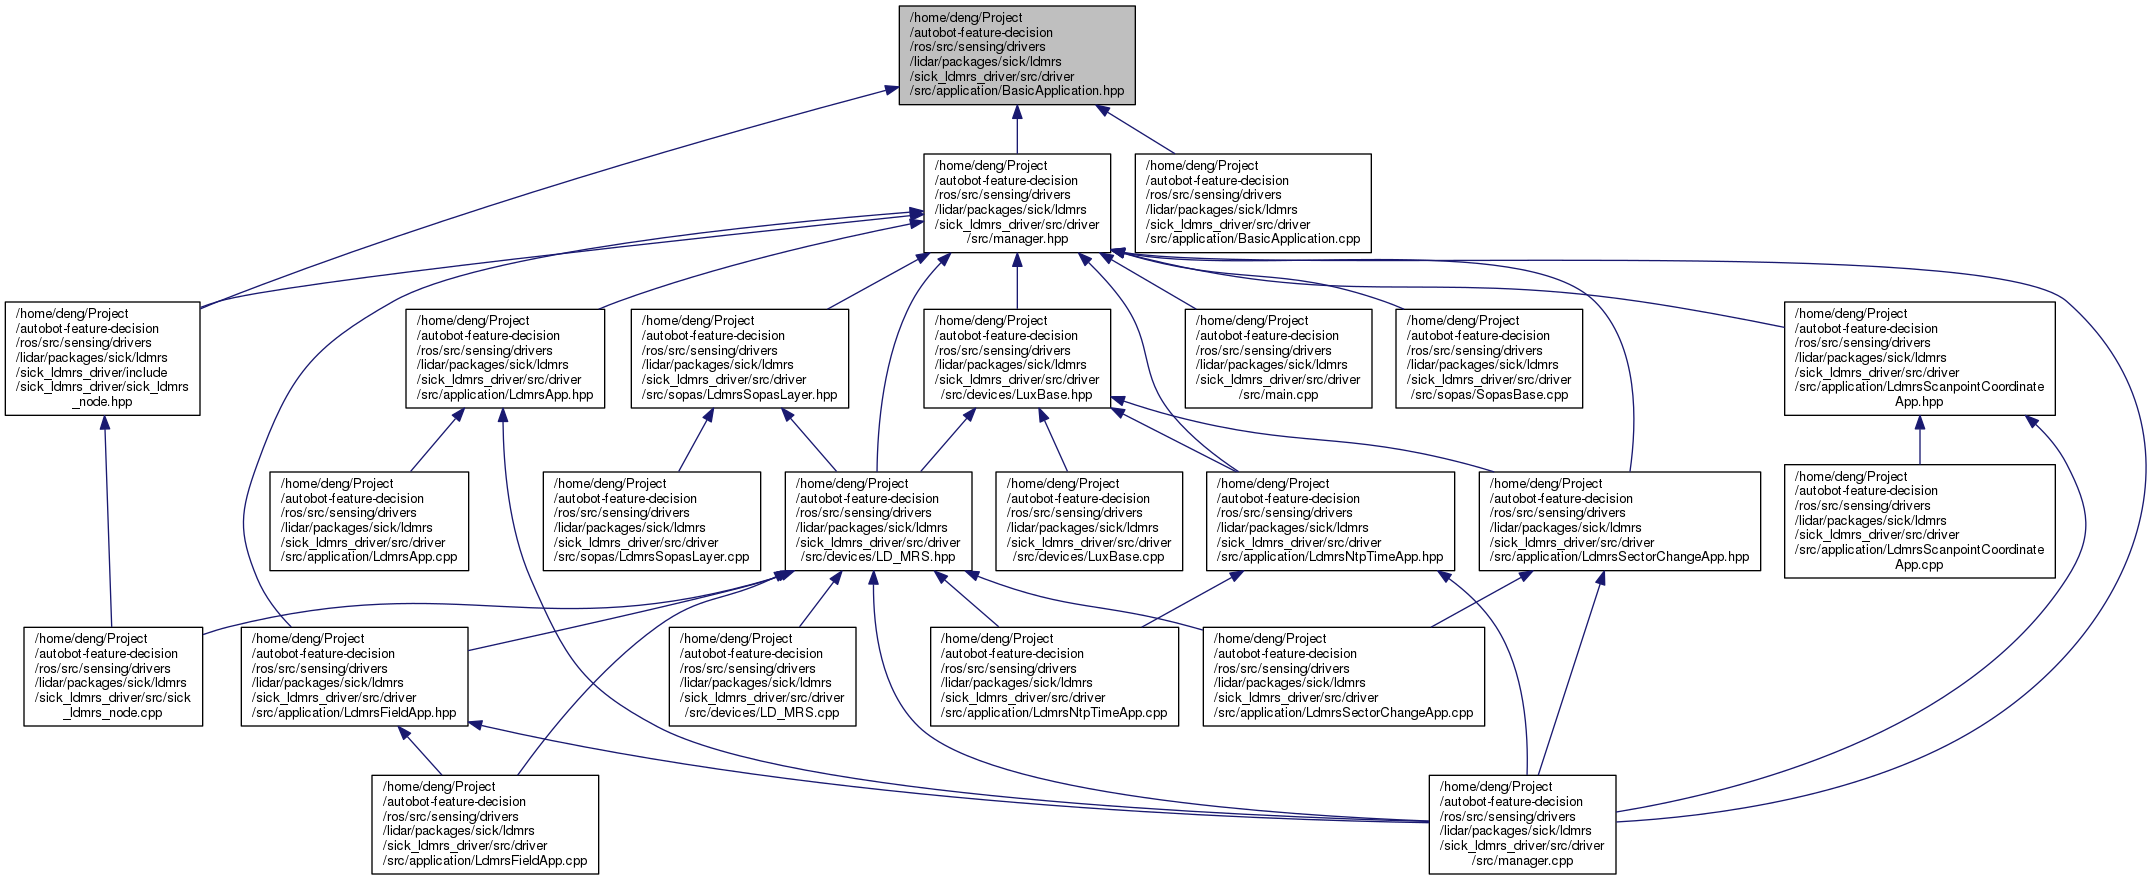 /home/deng/Project
/autobot-feature-decision
/ros/src/sensing/drivers
/lidar/packages/sick/ldmrs
/sick_ldmrs_driver/src/driver
/src/application/BasicApplication.hpp
/home/deng/Project
/autobot-feature-decision
/ros/src/sensing/drivers
/lidar/packages/sick/ldmrs
/sick_ldmrs_driver/src/driver
/src/manager.hpp
/home/deng/Project
/autobot-feature-decision
/ros/src/sensing/drivers
/lidar/packages/sick/ldmrs
/sick_ldmrs_driver/src/driver
/src/application/BasicApplication.cpp
/home/deng/Project
/autobot-feature-decision
/ros/src/sensing/drivers
/lidar/packages/sick/ldmrs
/sick_ldmrs_driver/include
/sick_ldmrs_driver/sick_ldmrs
_node.hpp
/home/deng/Project
/autobot-feature-decision
/ros/src/sensing/drivers
/lidar/packages/sick/ldmrs
/sick_ldmrs_driver/src/driver
/src/application/LdmrsApp.hpp
/home/deng/Project
/autobot-feature-decision
/ros/src/sensing/drivers
/lidar/packages/sick/ldmrs
/sick_ldmrs_driver/src/driver
/src/sopas/LdmrsSopasLayer.hpp
/home/deng/Project
/autobot-feature-decision
/ros/src/sensing/drivers
/lidar/packages/sick/ldmrs
/sick_ldmrs_driver/src/driver
/src/devices/LuxBase.hpp
/home/deng/Project
/autobot-feature-decision
/ros/src/sensing/drivers
/lidar/packages/sick/ldmrs
/sick_ldmrs_driver/src/driver
/src/main.cpp
/home/deng/Project
/autobot-feature-decision
/ros/src/sensing/drivers
/lidar/packages/sick/ldmrs
/sick_ldmrs_driver/src/driver
/src/sopas/SopasBase.cpp
/home/deng/Project
/autobot-feature-decision
/ros/src/sensing/drivers
/lidar/packages/sick/ldmrs
/sick_ldmrs_driver/src/driver
/src/application/LdmrsScanpointCoordinate
App.hpp
/home/deng/Project
/autobot-feature-decision
/ros/src/sensing/drivers
/lidar/packages/sick/ldmrs
/sick_ldmrs_driver/src/driver
/src/application/LdmrsApp.cpp
/home/deng/Project
/autobot-feature-decision
/ros/src/sensing/drivers
/lidar/packages/sick/ldmrs
/sick_ldmrs_driver/src/driver
/src/sopas/LdmrsSopasLayer.cpp
/home/deng/Project
/autobot-feature-decision
/ros/src/sensing/drivers
/lidar/packages/sick/ldmrs
/sick_ldmrs_driver/src/driver
/src/devices/LD_MRS.hpp
/home/deng/Project
/autobot-feature-decision
/ros/src/sensing/drivers
/lidar/packages/sick/ldmrs
/sick_ldmrs_driver/src/driver
/src/devices/LuxBase.cpp
/home/deng/Project
/autobot-feature-decision
/ros/src/sensing/drivers
/lidar/packages/sick/ldmrs
/sick_ldmrs_driver/src/driver
/src/application/LdmrsNtpTimeApp.hpp
/home/deng/Project
/autobot-feature-decision
/ros/src/sensing/drivers
/lidar/packages/sick/ldmrs
/sick_ldmrs_driver/src/driver
/src/application/LdmrsSectorChangeApp.hpp
/home/deng/Project
/autobot-feature-decision
/ros/src/sensing/drivers
/lidar/packages/sick/ldmrs
/sick_ldmrs_driver/src/driver
/src/application/LdmrsScanpointCoordinate
App.cpp
/home/deng/Project
/autobot-feature-decision
/ros/src/sensing/drivers
/lidar/packages/sick/ldmrs
/sick_ldmrs_driver/src/sick
_ldmrs_node.cpp
/home/deng/Project
/autobot-feature-decision
/ros/src/sensing/drivers
/lidar/packages/sick/ldmrs
/sick_ldmrs_driver/src/driver
/src/application/LdmrsFieldApp.hpp
/home/deng/Project
/autobot-feature-decision
/ros/src/sensing/drivers
/lidar/packages/sick/ldmrs
/sick_ldmrs_driver/src/driver
/src/devices/LD_MRS.cpp
/home/deng/Project
/autobot-feature-decision
/ros/src/sensing/drivers
/lidar/packages/sick/ldmrs
/sick_ldmrs_driver/src/driver
/src/application/LdmrsNtpTimeApp.cpp
/home/deng/Project
/autobot-feature-decision
/ros/src/sensing/drivers
/lidar/packages/sick/ldmrs
/sick_ldmrs_driver/src/driver
/src/application/LdmrsSectorChangeApp.cpp
/home/deng/Project
/autobot-feature-decision
/ros/src/sensing/drivers
/lidar/packages/sick/ldmrs
/sick_ldmrs_driver/src/driver
/src/application/LdmrsFieldApp.cpp
/home/deng/Project
/autobot-feature-decision
/ros/src/sensing/drivers
/lidar/packages/sick/ldmrs
/sick_ldmrs_driver/src/driver
/src/manager.cpp